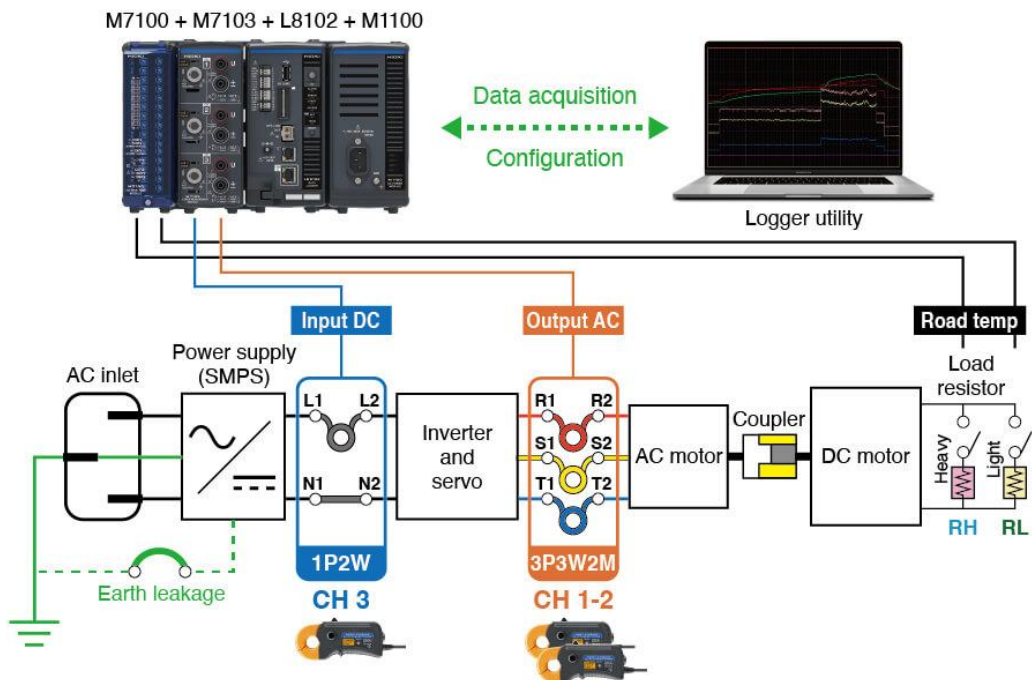 M7100 + M7103 + L8102 + M1100
Data acquisition
Configuration
Logger utility
Input DC
Output AC
Road temp
Power supply
(SMPS)
AC inlet
Load
resistor
L1 L2
N1 N2
Inverter
and
servo
R1 R2
S1 S2
T1 T2
AC motor
Coupler
DC motor
Heavy
Light
RH
RL
1P2W
3P3W2M
Earth leakage
CH 3
CH 1-2